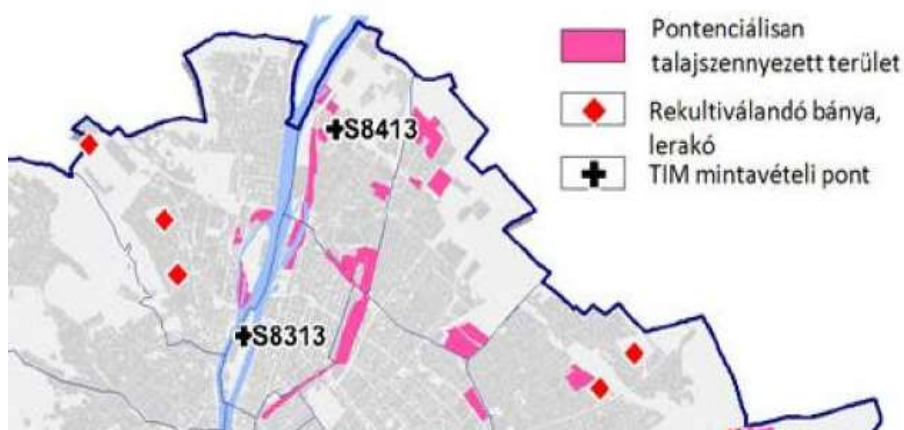 Pontenciálisan
talajszennyezett terület
Rekultiválandó bánya,
lerakó
TIM mintavételi pont
S8413
S8313